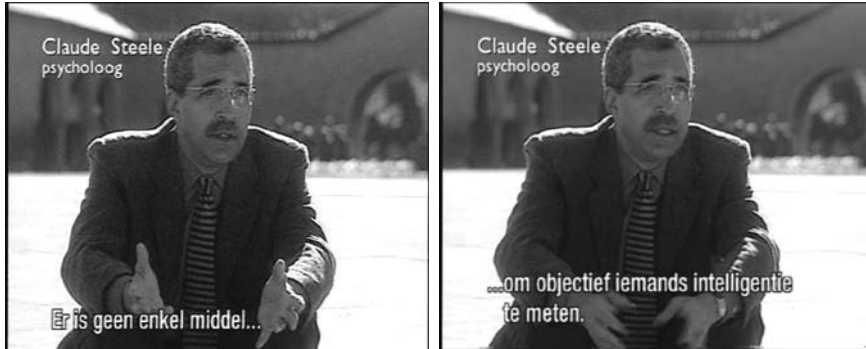 Claude Steele
psycholoog
Er is geen enkel middel...
Claude Steele
psycholoog
...om objectief iemands intelligentie
te meten.